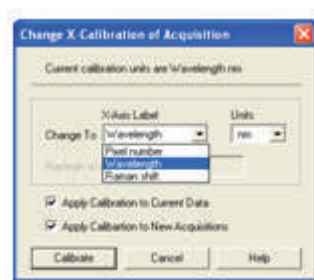 Change X-Calibration of Acquisition
Current calibration units are Wavelength nm
X-Axis Label Units
Change To Wavelength nm
Pixel number
Wavelength
Raman shift
Apply Calibration to Current Data
Apply Calibartion to New Acquisitions
Calibrate Cancel Help